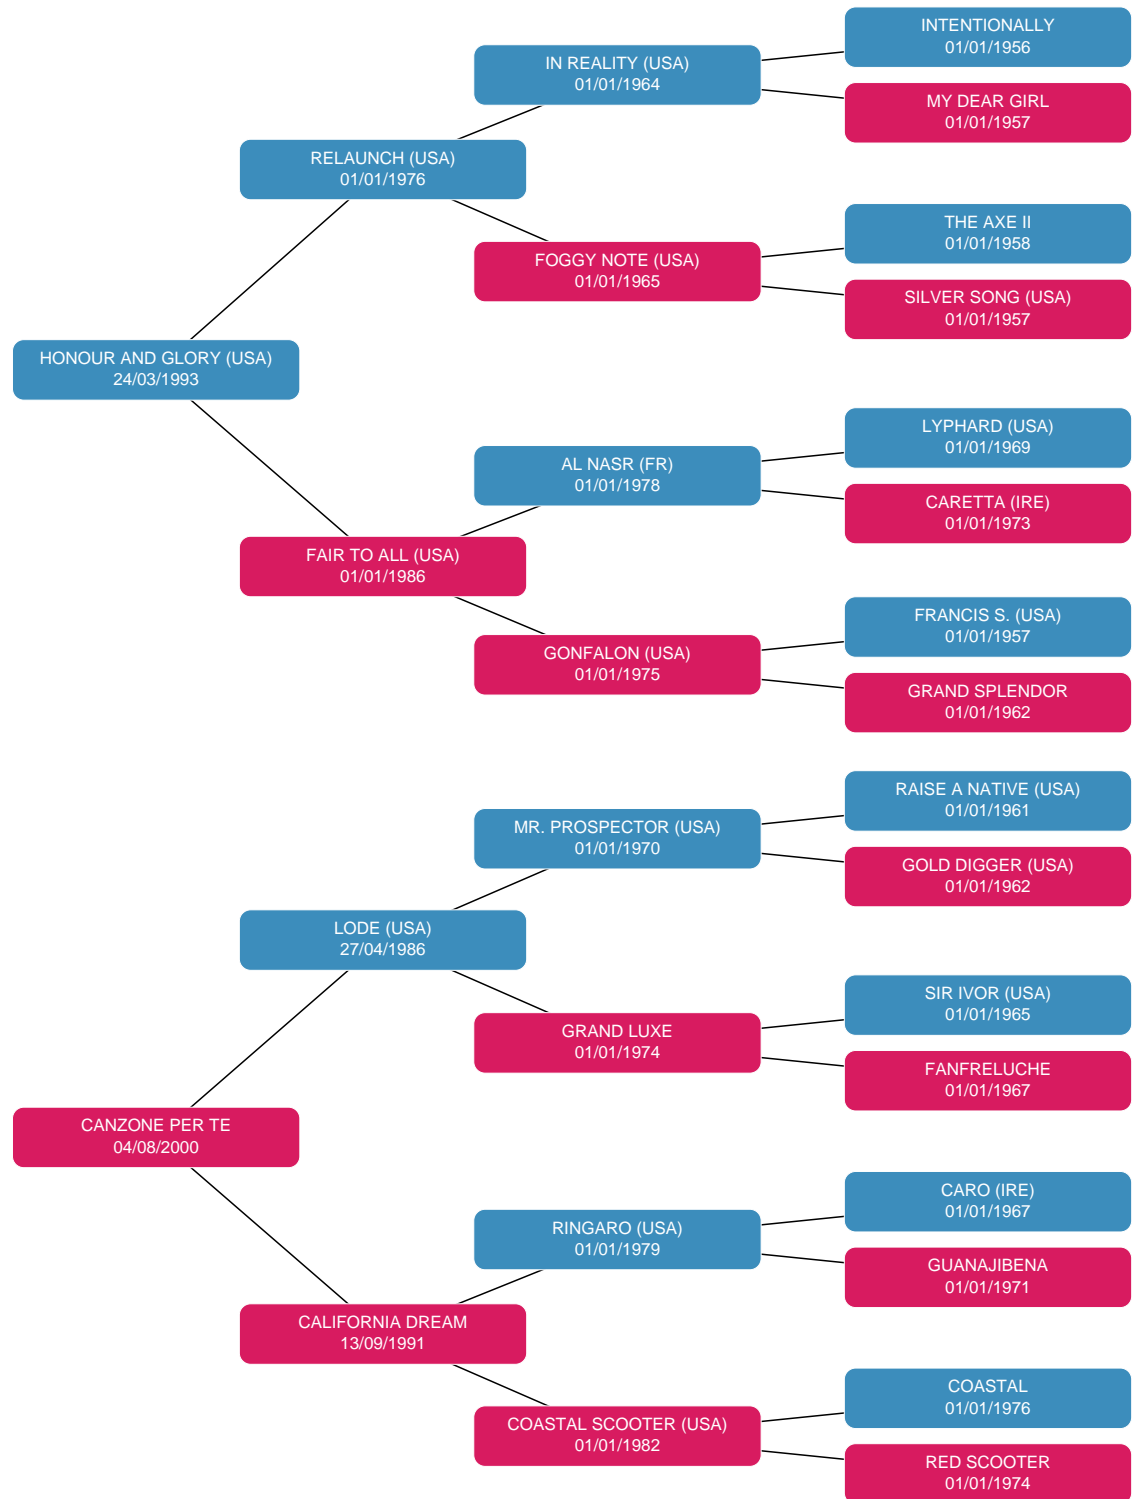 INTENTIONALLY
01/01/1956
IN REALITY (USA)
01/01/1964
MY DEAR GIRL
01/01/1957
RELAUNCH (USA)
01/01/1976
THE AXE II
01/01/1958
FOGGY NOTE (USA)
01/01/1965
SILVER SONG (USA)
01/01/1957
HONOUR AND GLORY (USA)
24/03/1993
LYPHARD (USA)
01/01/1969
AL NASR (FR)
01/01/1978
CARETTA (IRE)
01/01/1973
FAIR TO ALL (USA)
01/01/1986
FRANCIS S. (USA)
01/01/1957
GONFALON (USA)
01/01/1975
GRAND SPLENDOR
01/01/1962
RAISE A NATIVE (USA)
01/01/1961
MR. PROSPECTOR (USA)
01/01/1970
GOLD DIGGER (USA)
01/01/1962
LODE (USA)
27/04/1986
SIR IVOR (USA)
01/01/1965
GRAND LUXE
01/01/1974
FANFRELUCHE
01/01/1967
CANZONE PER TE
04/08/2000
CARO (IRE)
01/01/1967
RINGARO (USA)
01/01/1979
GUANAJIBENA
01/01/1971
CALIFORNIA DREAM
13/09/1991
COASTAL
01/01/1976
COASTAL SCOOTER (USA)
01/01/1982
RED SCOOTER
01/01/1974